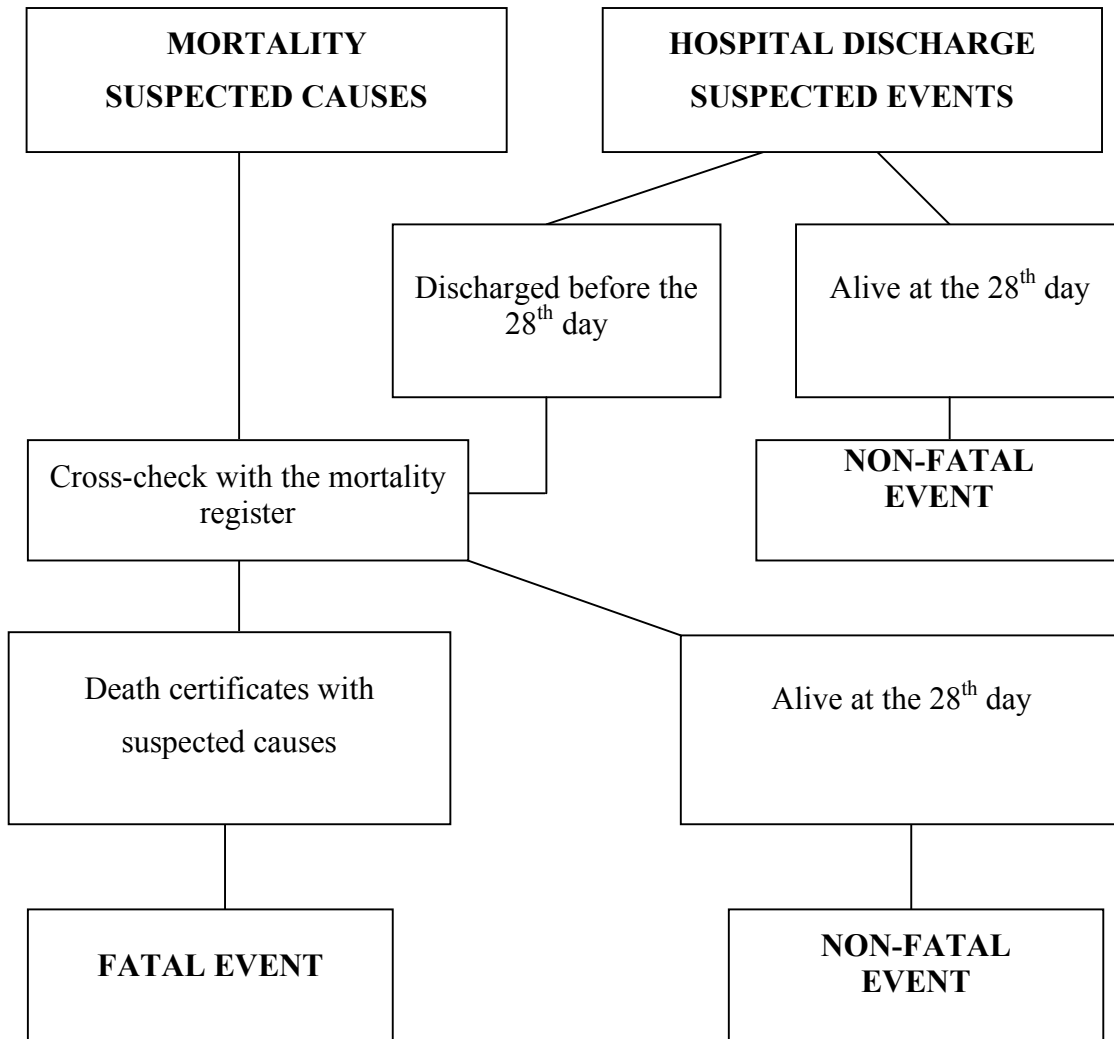 MORTALITY
SUSPECTED CAUSES
HOSPITAL DISCHARGE
SUSPECTED EVENTS
Discharged before the
28th day
Alive at the 28th day
Cross-check with the mortality
register
NON-FATAL
EVENT
Death certificates with
suspected causes
Alive at the 28th day
FATAL EVENT
NON-FATAL
EVENT